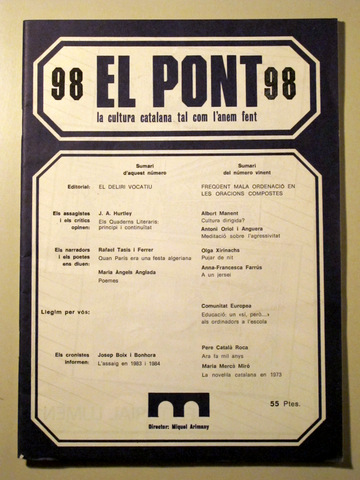 98 EL PONT 98
la cultura catalana tal com l'anem fent
Sumari
d'aquest número
Sumari
del número vinent
Editorial:
EL DELIRI VOCATIU
FREQÜENT MALA ORDENACIÓ EN
LES ORACIONS COMPOSTES
Els assagistes
i els crítics
opinen:
J. A. Hurtley
Els Quaderns Literaris:
principi i continuïtat
Albert Manent
Cultura dirigida?
Antoni Oriol i Anguera
Meditació sobre l'agressivitat
Els narradors
i els poetes
ens diuen:
Rafael Tasis i Ferrer
Quan París era una festa algeriana
Maria Àngels Anglada
Poemes
Olga Xirinachs
Pujar de nit
Anna-Francesca Farrús
A un jersei
Llegim per vós:
Comunitat Europea
Educació: un «sí, però...»
als ordinadors a l'escola
Els cronistes
informen:
Josep Boix i Bonhora
L'assaig en 1983 i 1984
Pere Català Roca
Ara fa mil anys
Maria Mercè Miró
La novel·la catalana en 1973
Director: Miquel Arimany
55 Ptes.